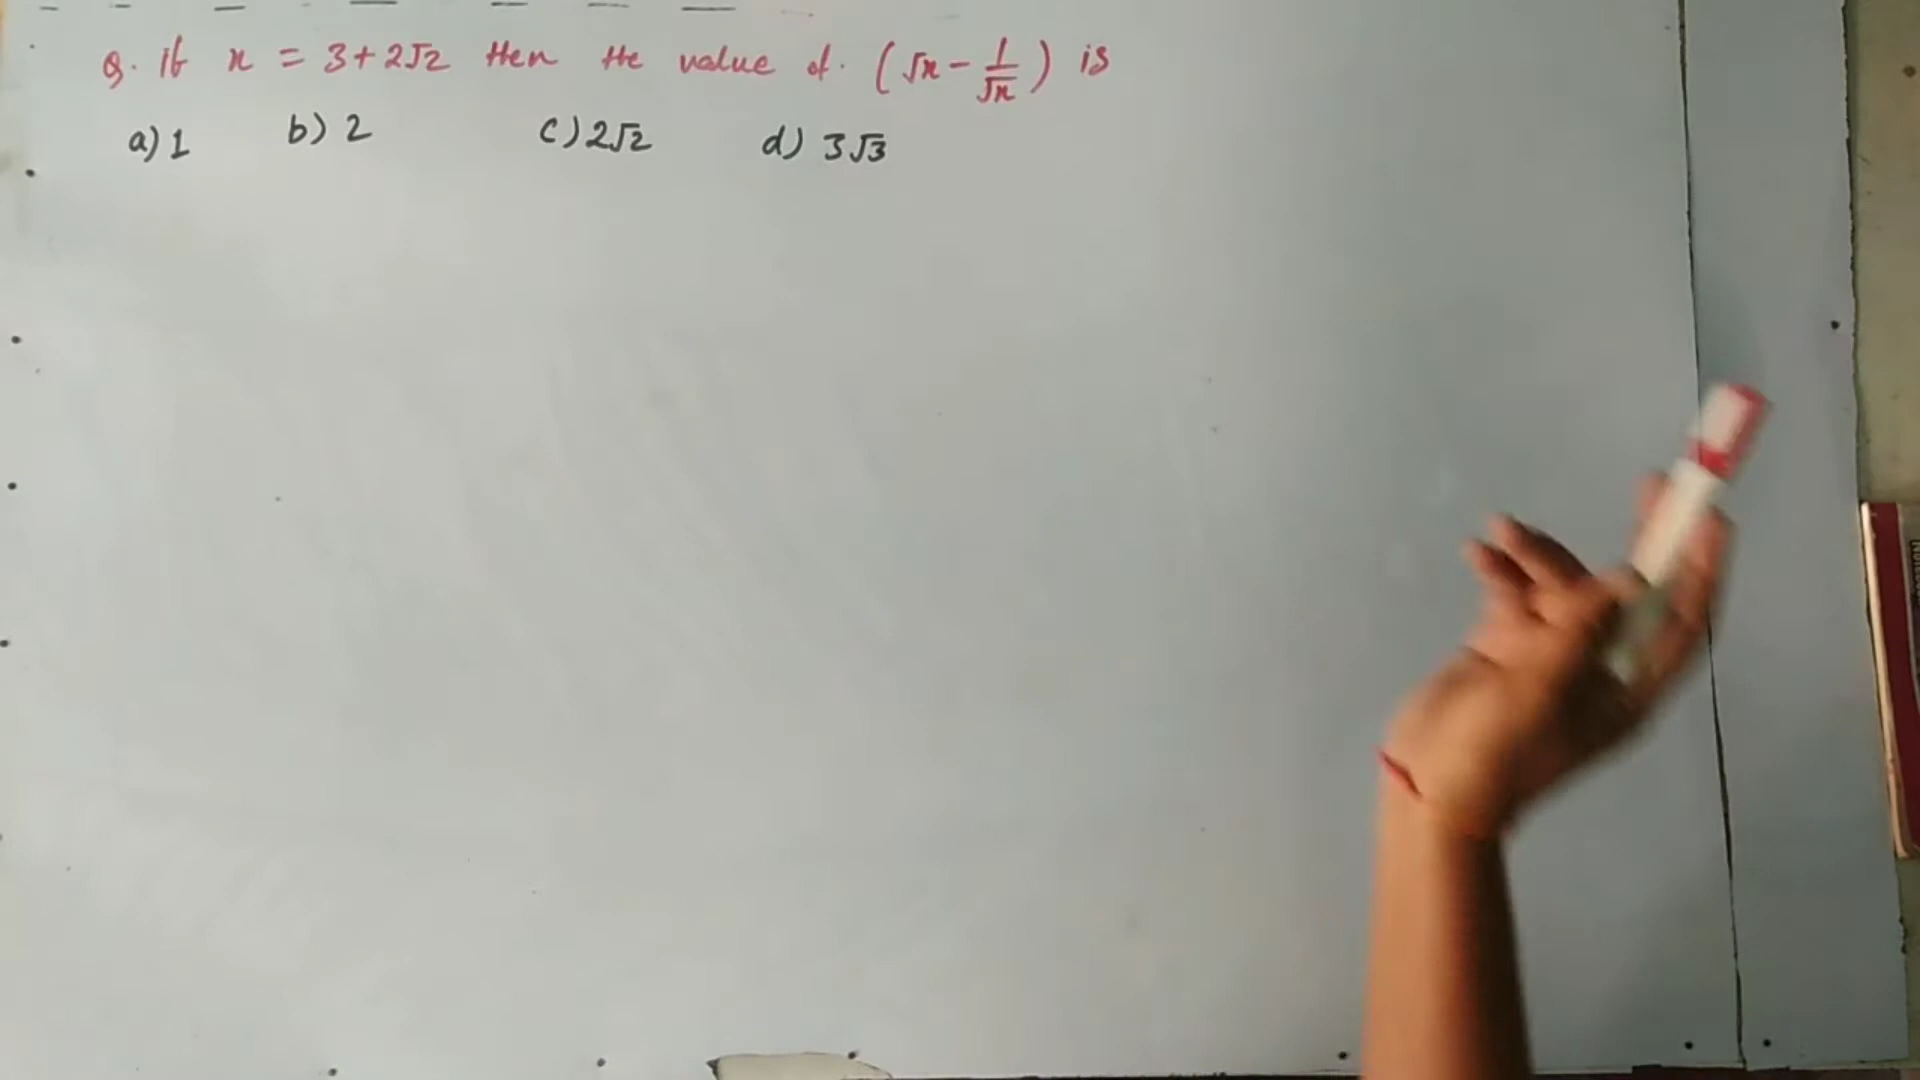 Q. If x = 3+2√2 then the value of. (√x - 1/√x) is
a) 1 b) 2 c) 2√2 d) 3√3